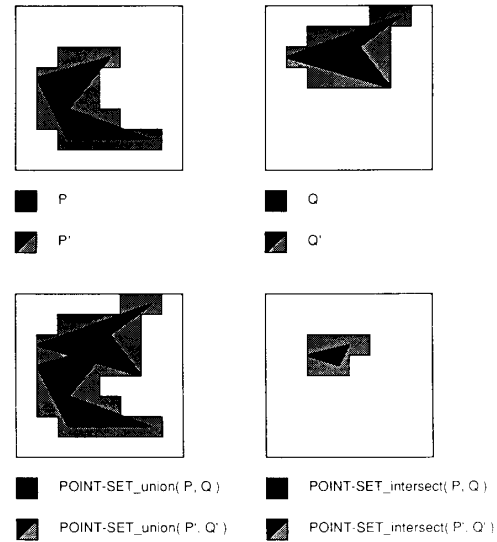 P
Q
P'
Q'
POINT-SET_union( P, Q )
POINT-SET_intersect( P, Q )
POINT-SET_union( P', Q' )
POINT-SET_intersect( P', Q' )